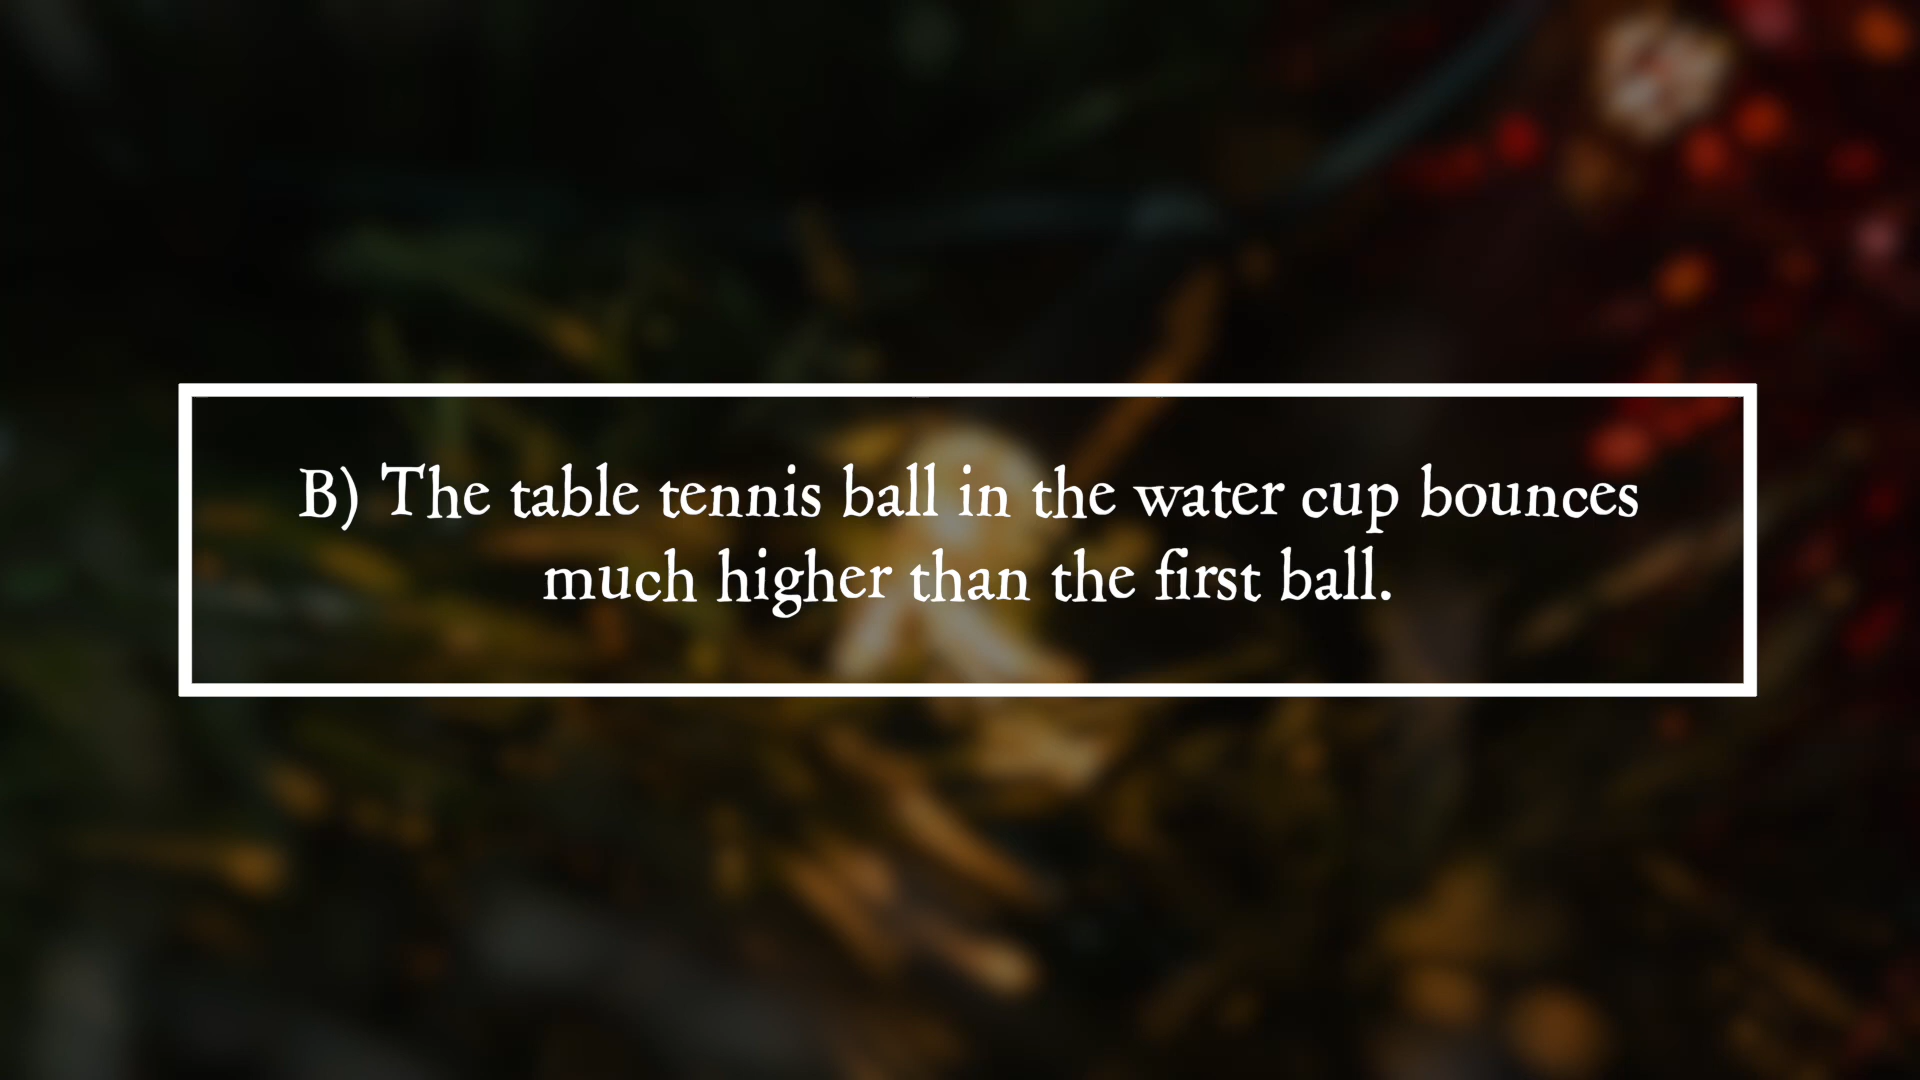 B) The table tennis ball in the water cup bounces
much higher than the first ball.